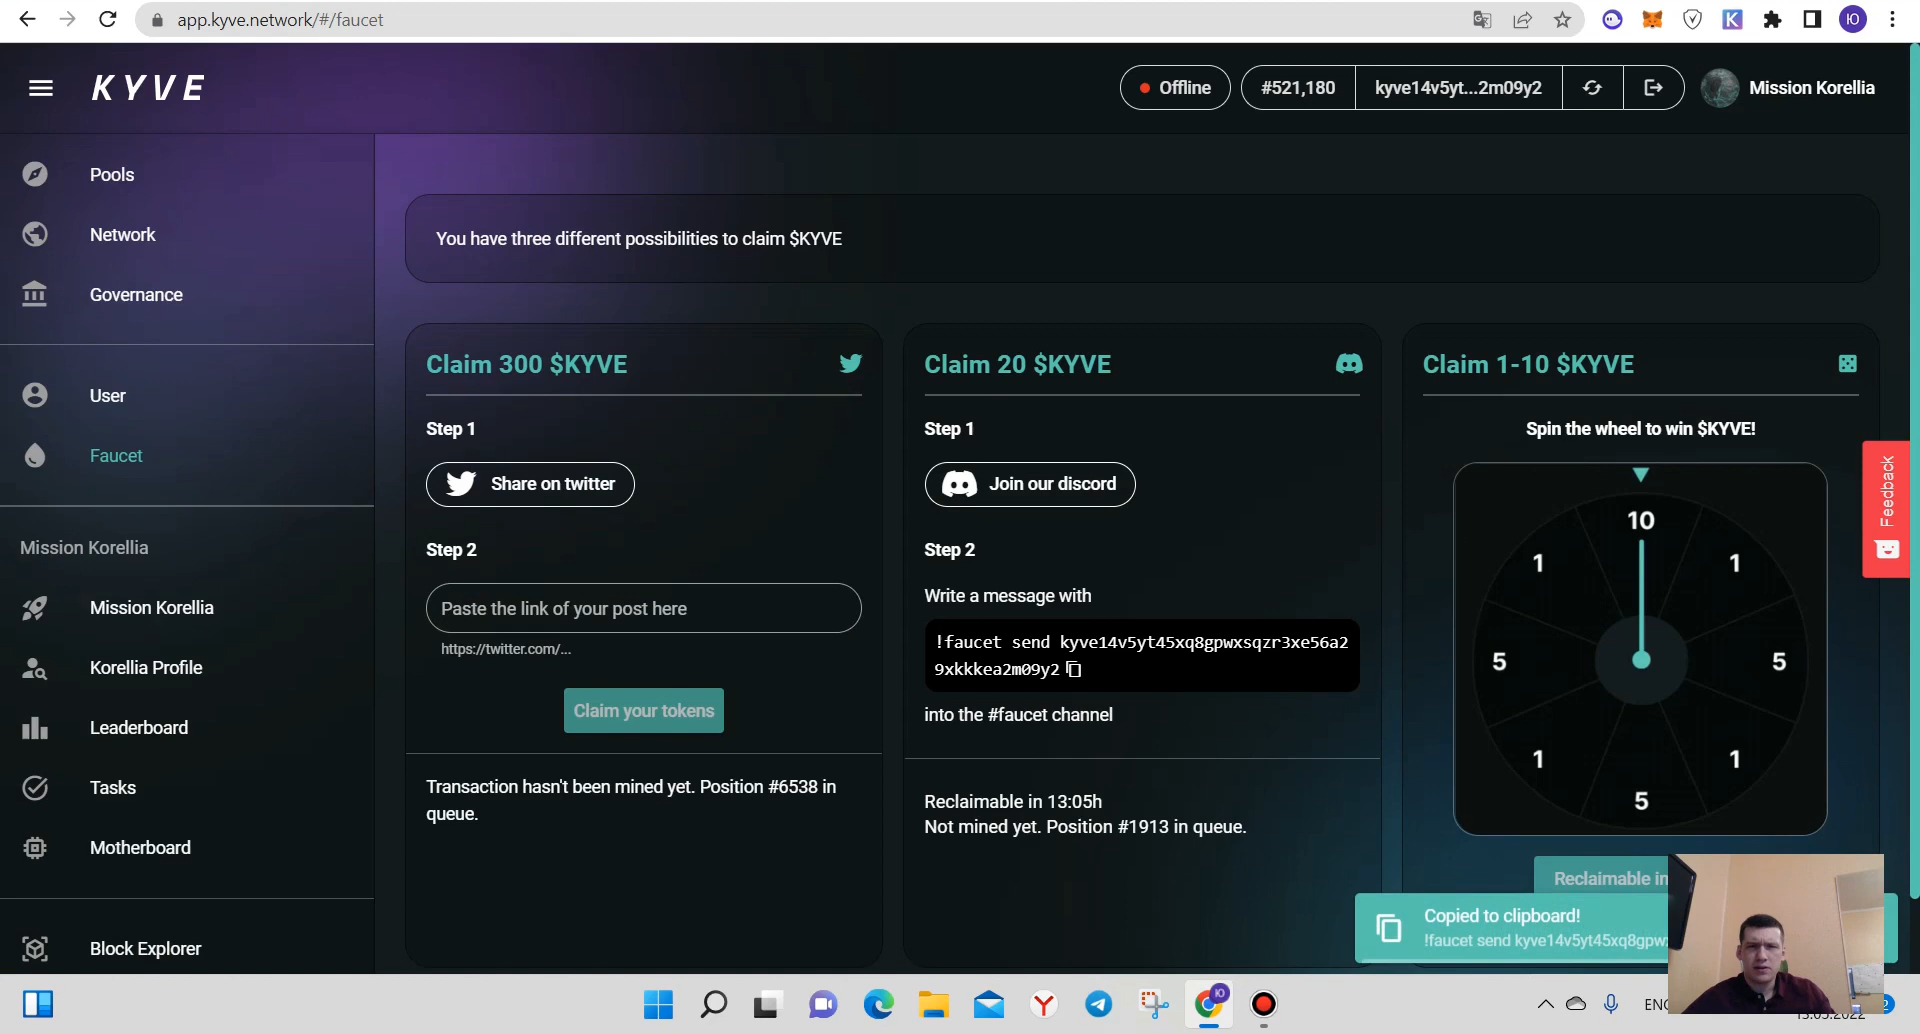 app.kyve.network/#/faucet
KYVE
Offline
#521,180
kyve14v5yt...2m09y2
Mission Korellia
Pools
Network
Governance
User
Faucet
Mission Korellia
Mission Korellia
Korellia Profile
Leaderboard
Tasks
Motherboard
Block Explorer
You have three different possibilities to claim $KYVE
Claim 300 $KYVE
Step 1
Share on twitter
Step 2
Paste the link of your post here
https://twitter.com/...
Claim your tokens
Transaction hasn't been mined yet. Position #6538 in
queue.
Claim 20 $KYVE
Step 1
Join our discord
Step 2
Write a message with
!faucet send kyve14v5yt45xq8gpwxsqzr3xe56a2
9xkkkea2m09y2
into the #faucet channel
Reclaimable in 13:05h
Not mined yet. Position #1913 in queue.
Claim 1-10 $KYVE
Spin the wheel to win $KYVE!
10
1
1
5
5
1
1
5
Reclaimable in
Feedback
Copied to clipboard!
!faucet send kyve14v5yt45xq8gpwx